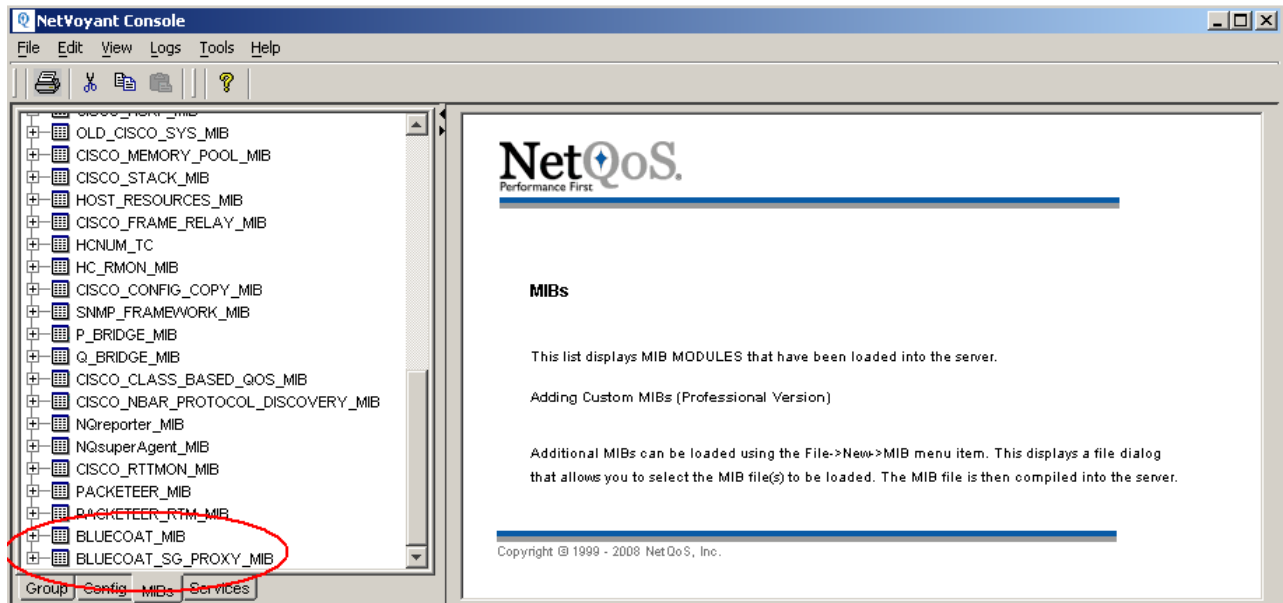 NetVoyant Console
File Edit View Logs Tools Help
OLD_CISCO_SYS_MIB
CISCO_MEMORY_POOL_MIB
CISCO_STACK_MIB
HOST_RESOURCES_MIB
CISCO_FRAME_RELAY_MIB
HCNUM_TC
HC_RMON_MIB
CISCO_CONFIG_COPY_MIB
SNMP_FRAMEWORK_MIB
P_BRIDGE_MIB
Q_BRIDGE_MIB
CISCO_CLASS_BASED_QOS_MIB
CISCO_NBAR_PROTOCOL_DISCOVERY_MIB
NQreporter_MIB
NQsuperAgent_MIB
CISCO_RTTMON_MIB
PACKETEER_MIB
PACKETEER_RTM_MIB
BLUECOAT_MIB
BLUECOAT_SG_PROXY_MIB
Group Config MIBs Services
NetQoS.
Performance First
MIBs
This list displays MIB MODULES that have been loaded into the server.
Adding Custom MIBs (Professional Version)
Additional MIBs can be loaded using the File->New->MIB menu item. This displays a file dialog
that allows you to select the MIB file(s) to be loaded. The MIB file is then compiled into the server.
Copyright © 1999 - 2008 NetQoS, Inc.